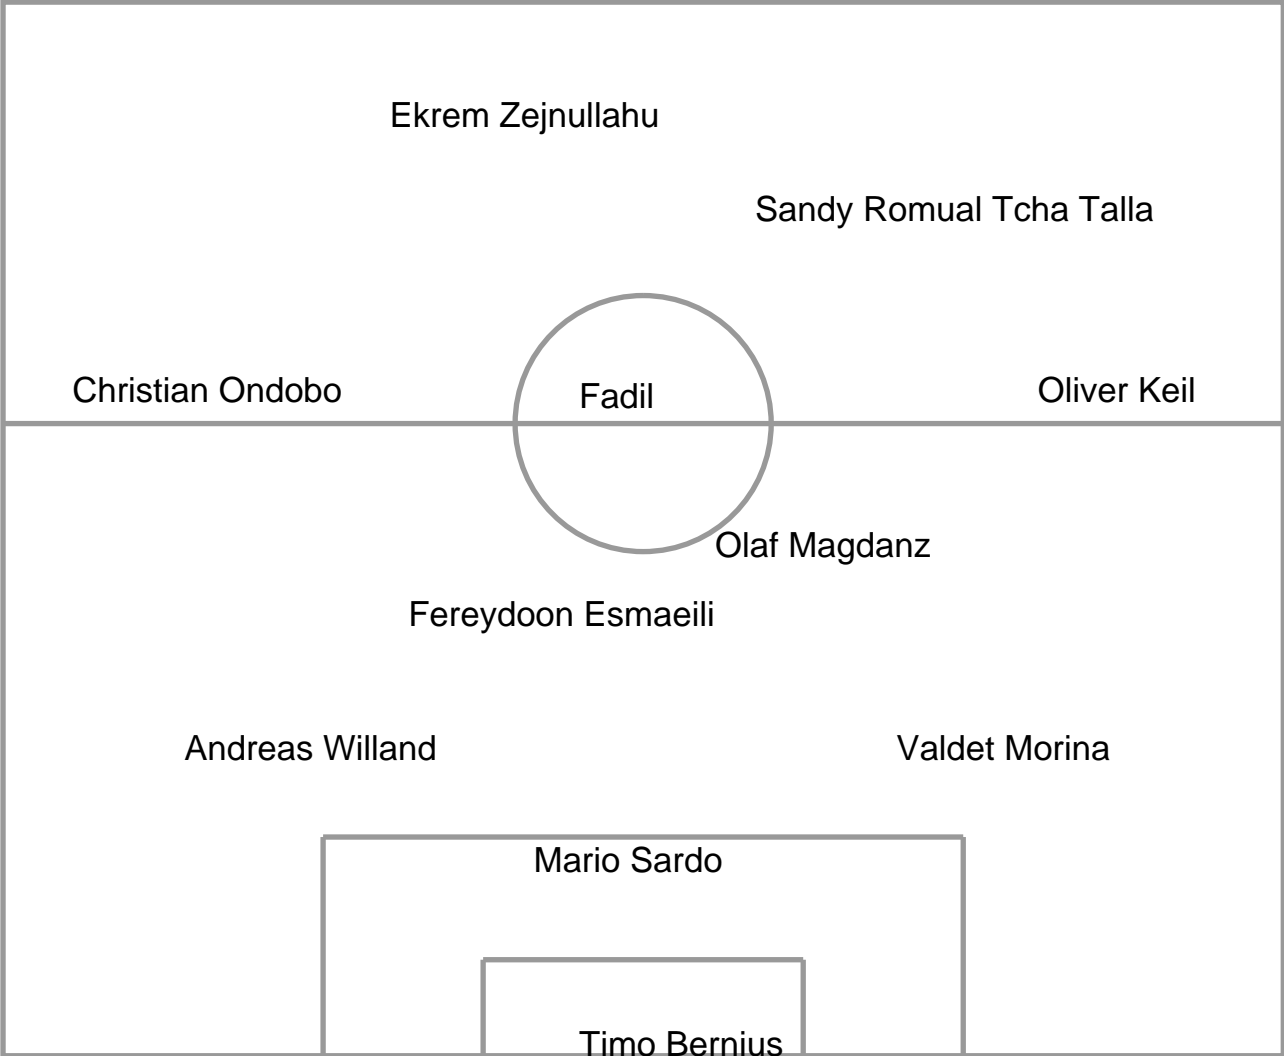 Ekrem Zejnullahu
Sandy Romual Tcha Talla
Christian Ondobo
Fadil
Oliver Keil
Olaf Magdanz
Fereydoon Esmaeili
Andreas Willand
Valdet Morina
Mario Sardo
Timo Bernius